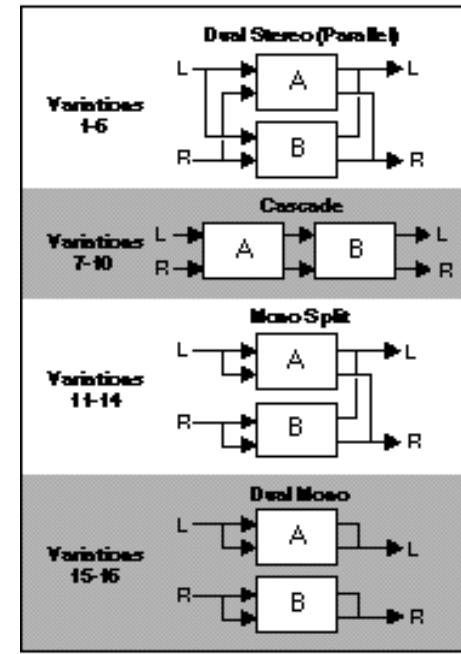 Dual Stereo (Parallel)
L
A
L
Variations
1-6
B
R
R
Cascade
Variations
7-10
L
L
A
B
R
R
Mono Split
L
A
L
Variations
11-14
R
B
R
Dual Mono
L
A
L
Variations
15-16
R
B
R